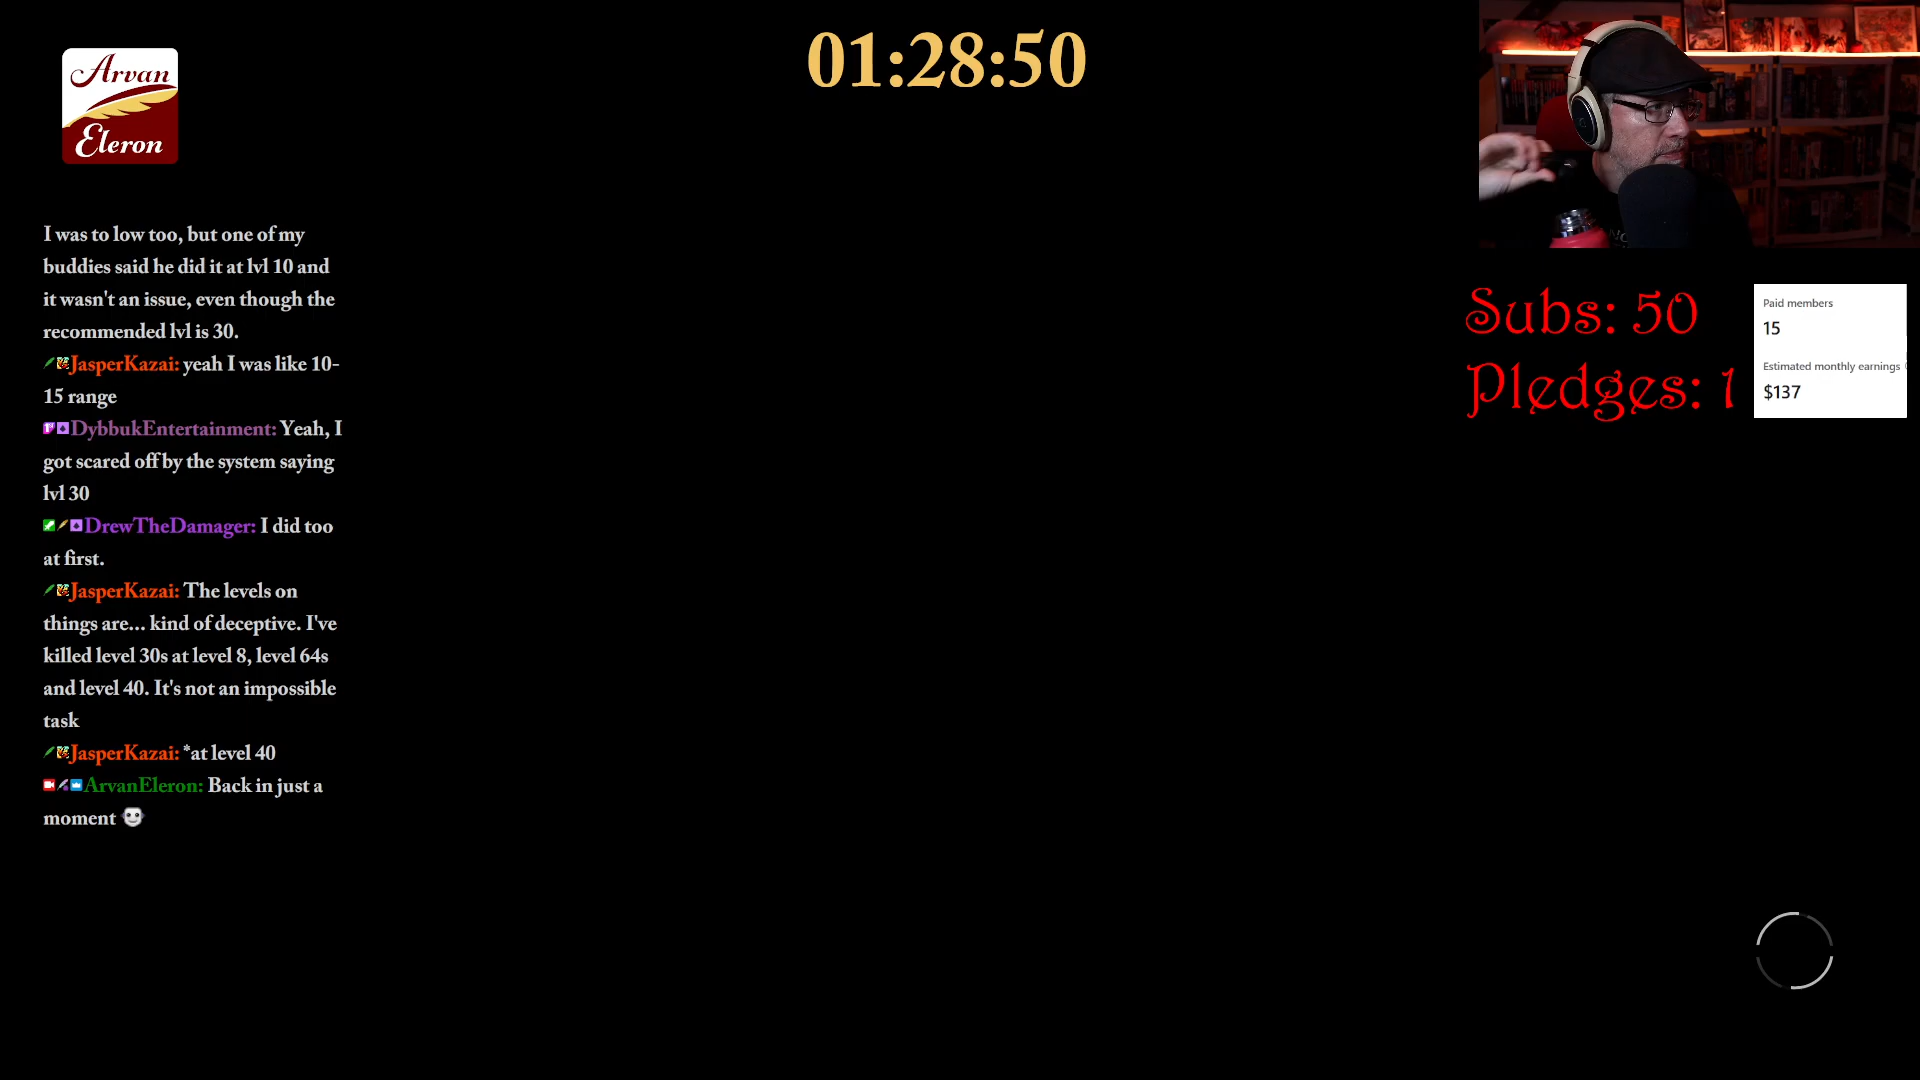 Arvan
Eleron
01:28:50
I was to low too, but one of my
buddies said he did it at lvl 10 and
it wasn't an issue, even though the
recommended lvl is 30.
JasperKazai: yeah I was like 10-
15 range
DybbukEntertainment: Yeah, I
got scared off by the system saying
lvl 30
DrewTheDamager: I did too
at first.
JasperKazai: The levels on
things are... kind of deceptive. I've
killed level 30s at level 8, level 64s
and level 40. It's not an impossible
task
JasperKazai: *at level 40
ArvanEleron: Back in just a
moment
Subs: 50
Pledges: 1
Paid members
15
Estimated monthly earnings
$137